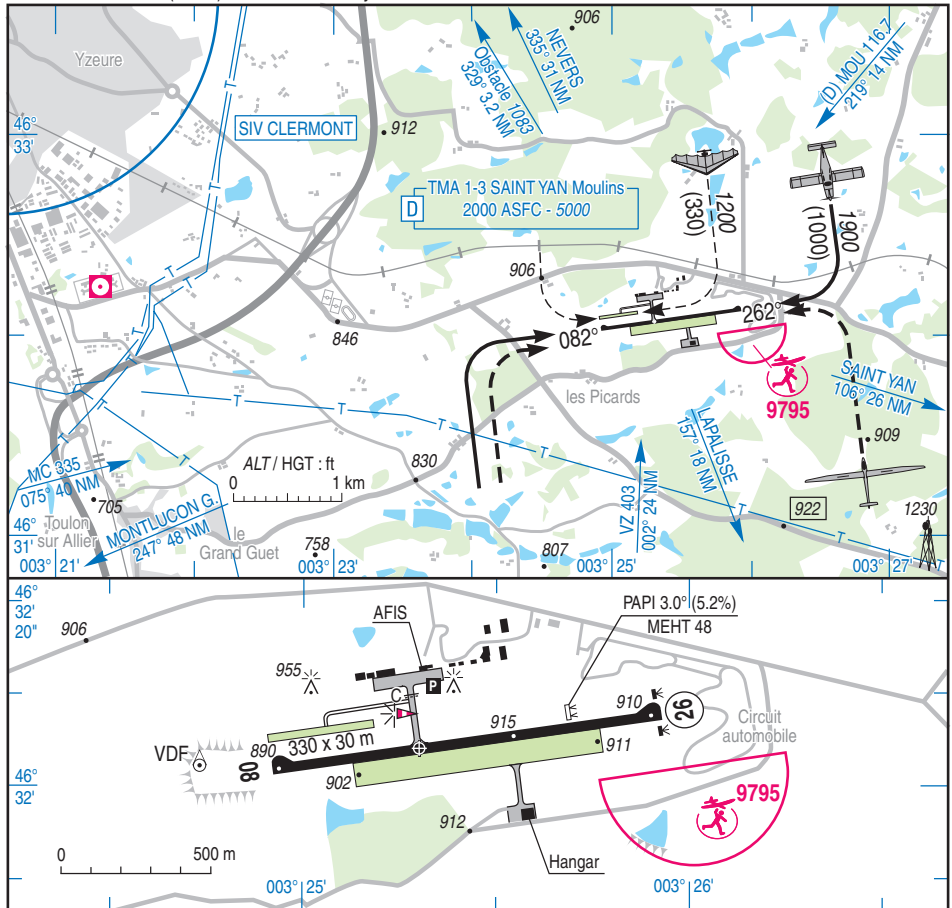 906
Yzeure
NEVERS
335° 31 NM
Obstacle 1083
329° 3.2 NM
(D) MOU 116.7
219° 14 NM
46°
33'
SIV CLERMONT
912
TMA 1-3 SAINT YAN Moulins
D
2000 ASFC - 5000
1200
(330)
1900
(1000)
906
846
082°
262°
les Picards
9795
SAINT YAN
106° 26 NM
LAPALISSE
157° 18 NM
VZ 403
002° 24 NM
909
MC 335
075° 40 NM
ALT / HGT : ft
0
1 km
830
705
MONTLUCON G.
247° 48 NM
922
1230
46°
31'
Toulon
sur Allier
le
Grand Guet
758
807
003° 21'
003° 23'
003° 25'
003° 27'
T
T
T
T
T
T
T
T
T
T
T
T
T
46°
32'
20"
906
AFIS
PAPI 3.0° (5.2%)
MEHT 48
955
P
C
910
26
915
Circuit
automobile
VDF
890
330 x 30 m
911
08
902
46°
32'
9795
912
0
500 m
Hangar
003° 25'
003° 26'